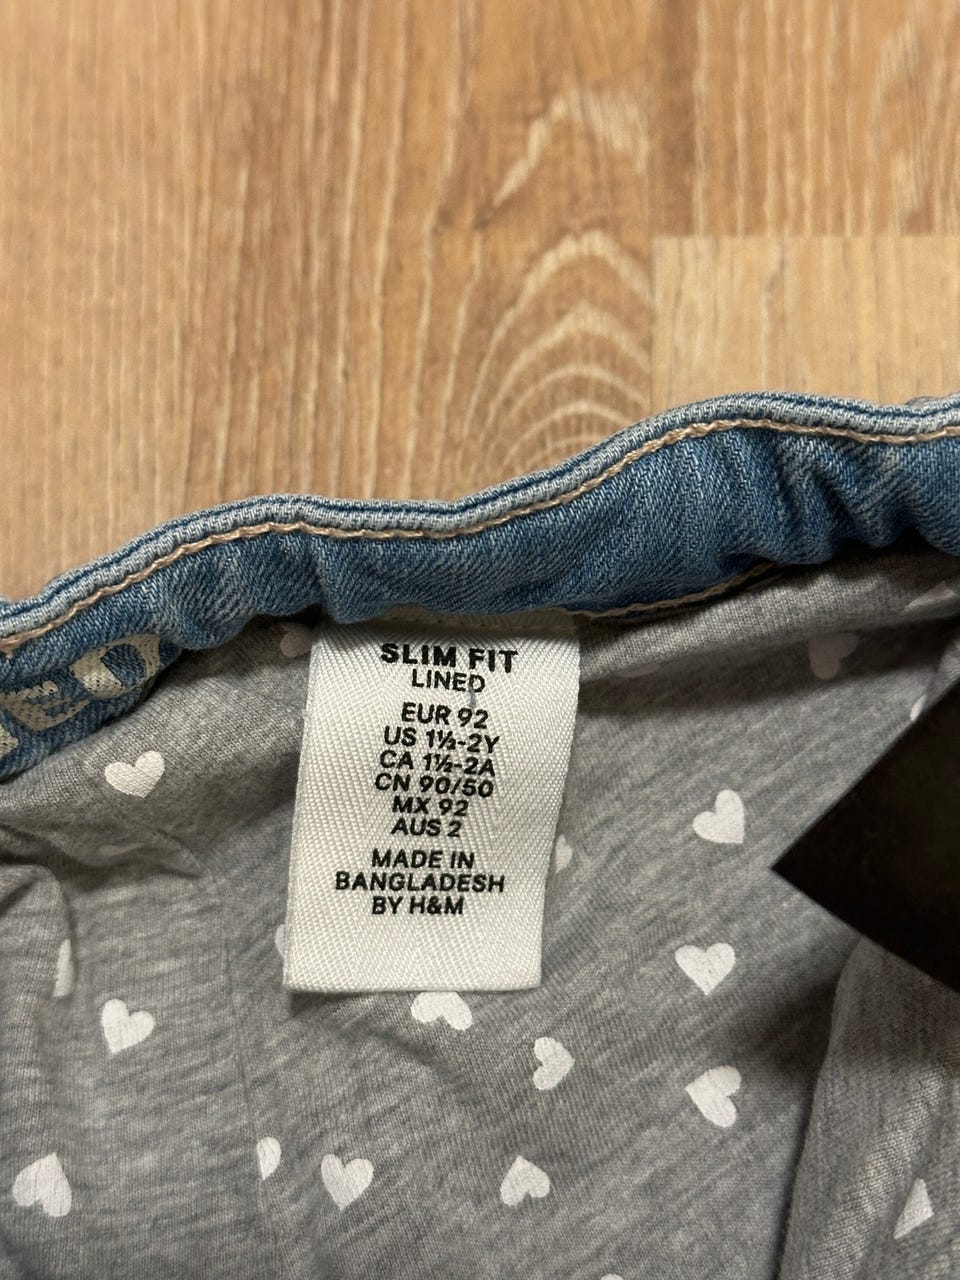 SLIM FIT
LINED
EUR 92
US 1½-2Y
CA 1½-2A
CN 90/50
MX 92
AUS 2
MADE IN
BANGLADESH
BY H&M